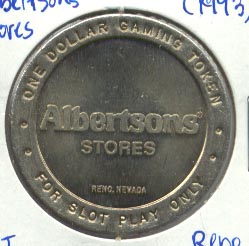 (1993,
ONE DOLLAR GAMING TOKEN
Albertsons®
STORES
RENO, NEVADA
FOR SLOT PLAY ONLY
Reno